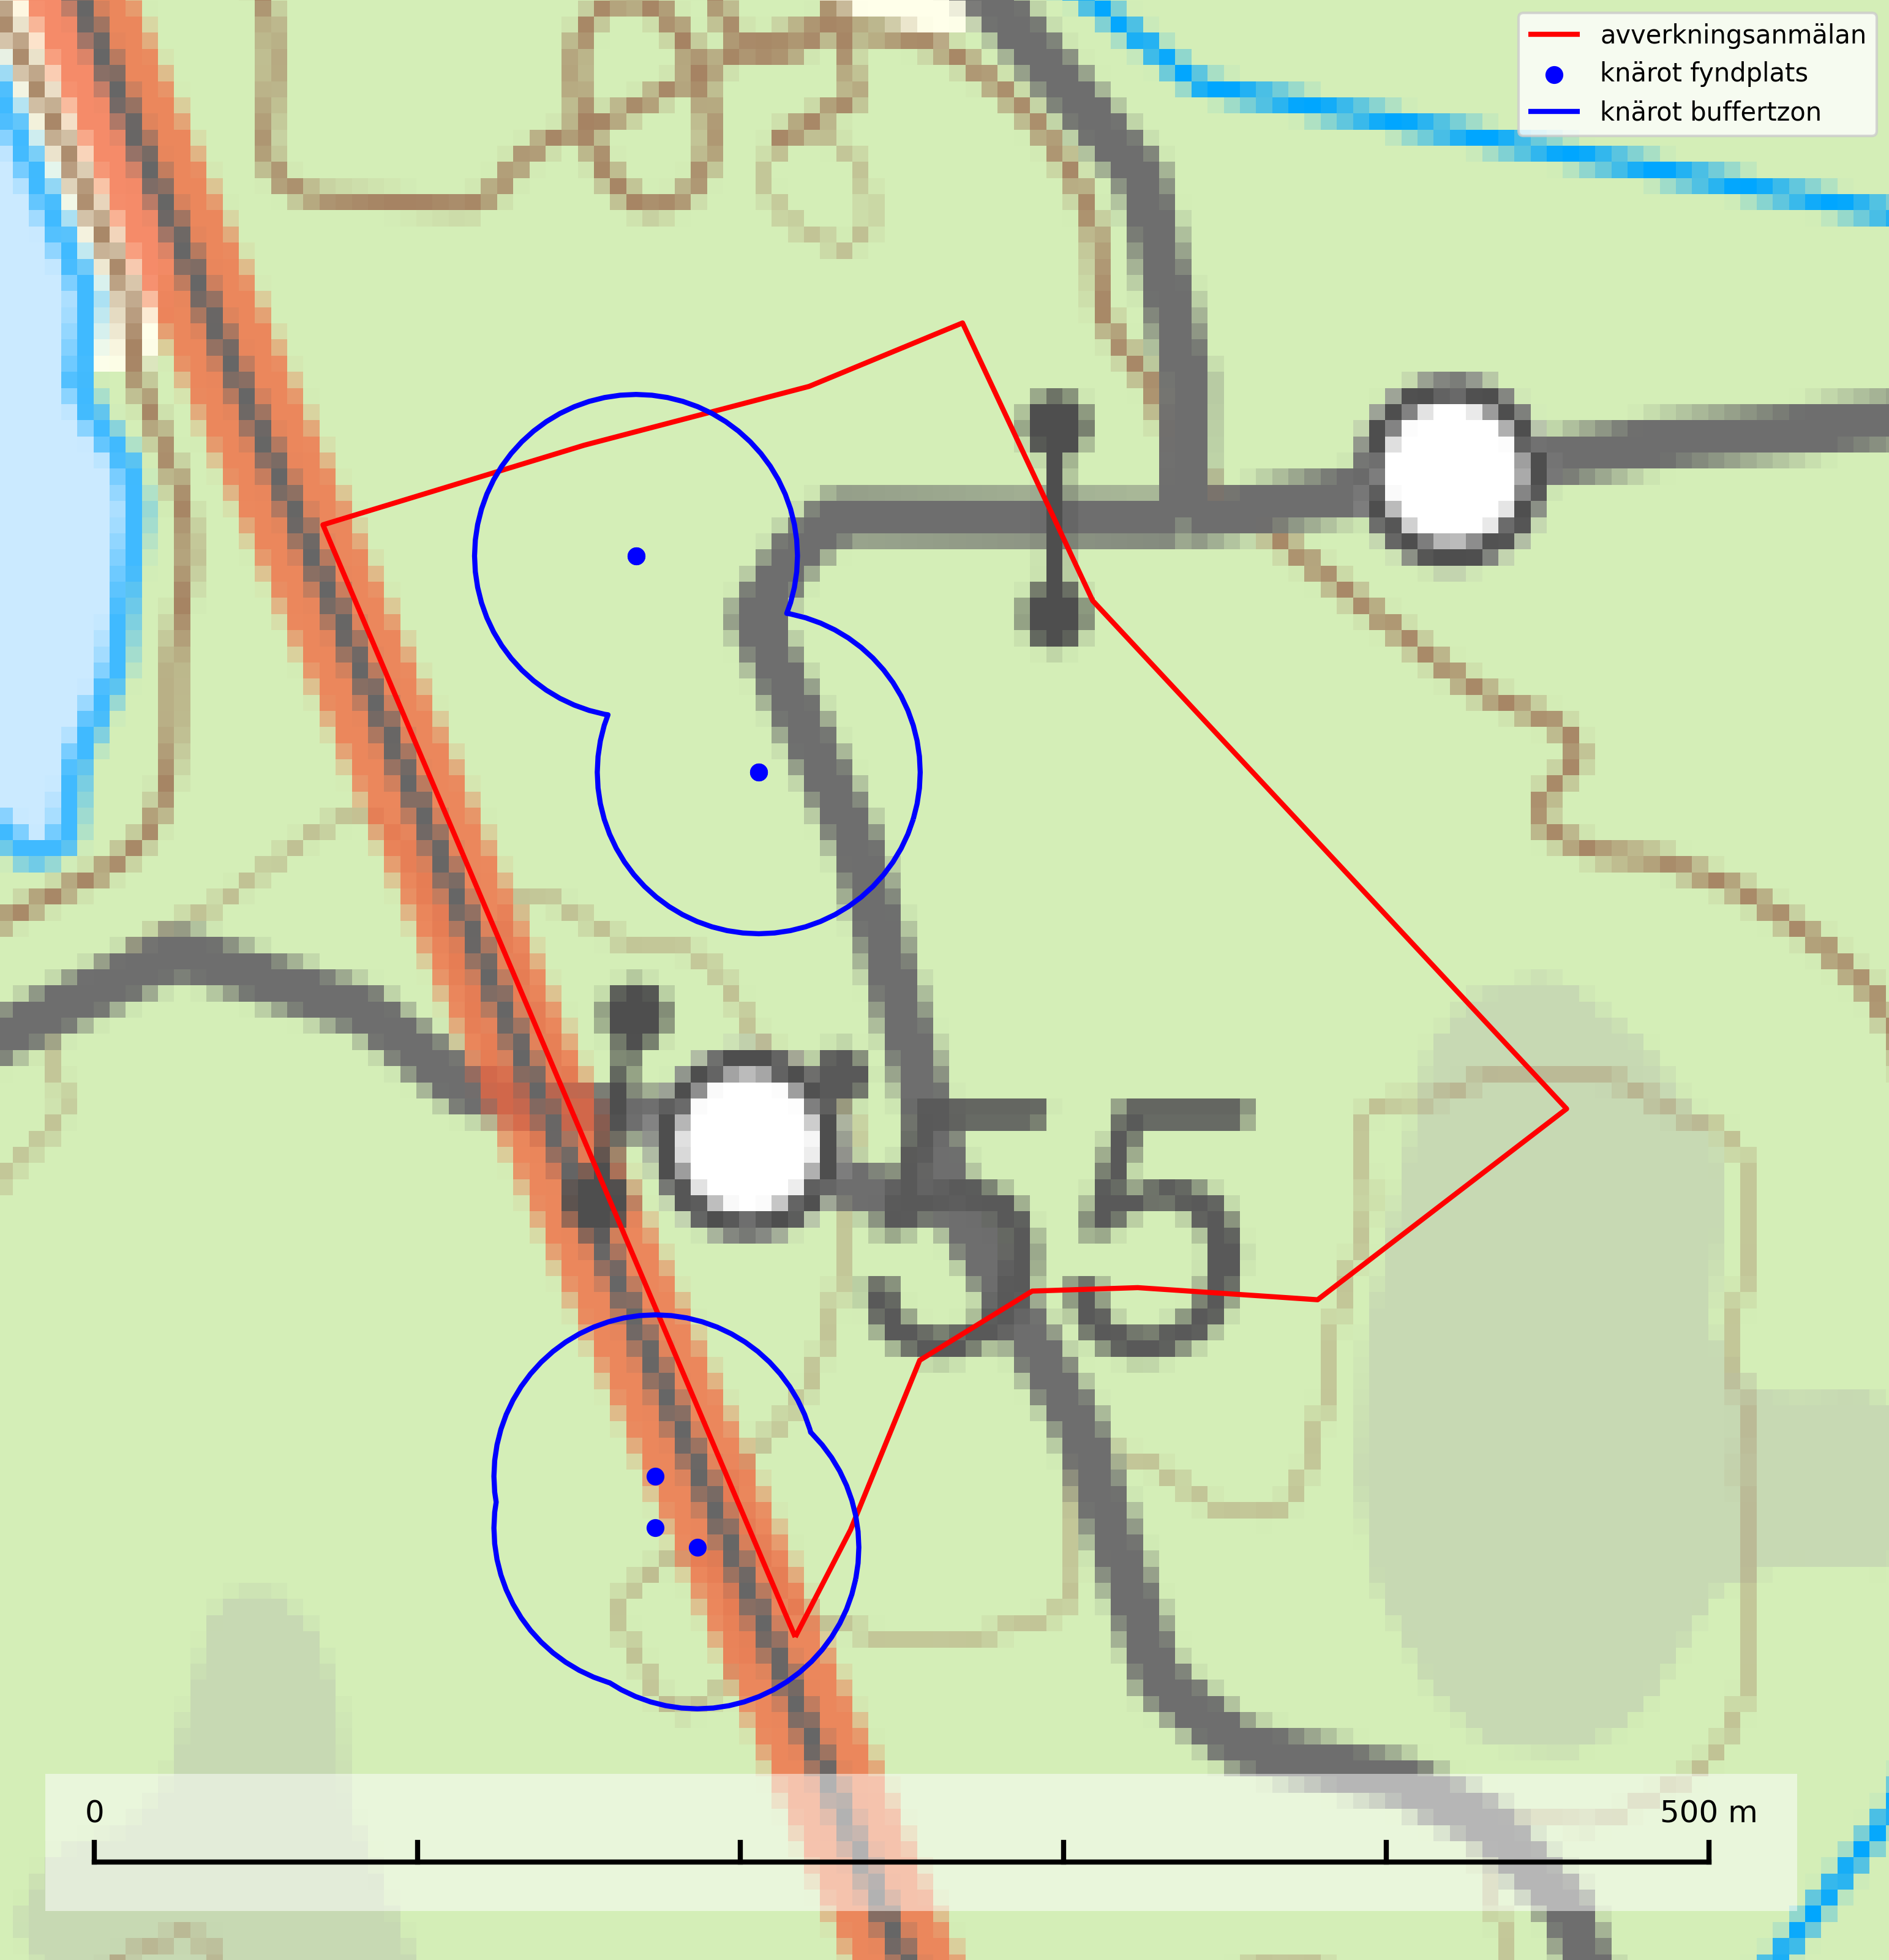 avverkningsanmälan
knärot fyndplats
knärot buffertzon
55
0 500 m